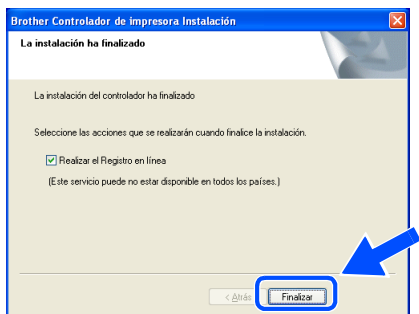 Brother Controlador de impresora Instalación
La instalación ha finalizado
La instalación del controlador ha finalizado
Seleccione las acciones que se realizarán cuando finalice la instalación.
Realizar el Registro en línea
(Este servicio puede no estar disponible en todos los países.)
< Atrás
Finalizar